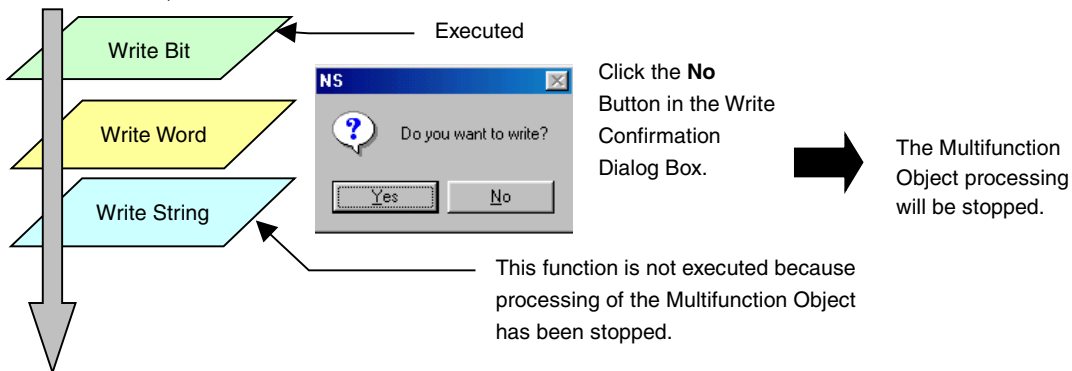 Write Bit
Executed
NS
Click the No
Button in the Write
Confirmation
Dialog Box.
Do you want to write?
Yes
No
Write Word
The Multifunction
Object processing
will be stopped.
Write String
This function is not executed because
processing of the Multifunction Object
has been stopped.